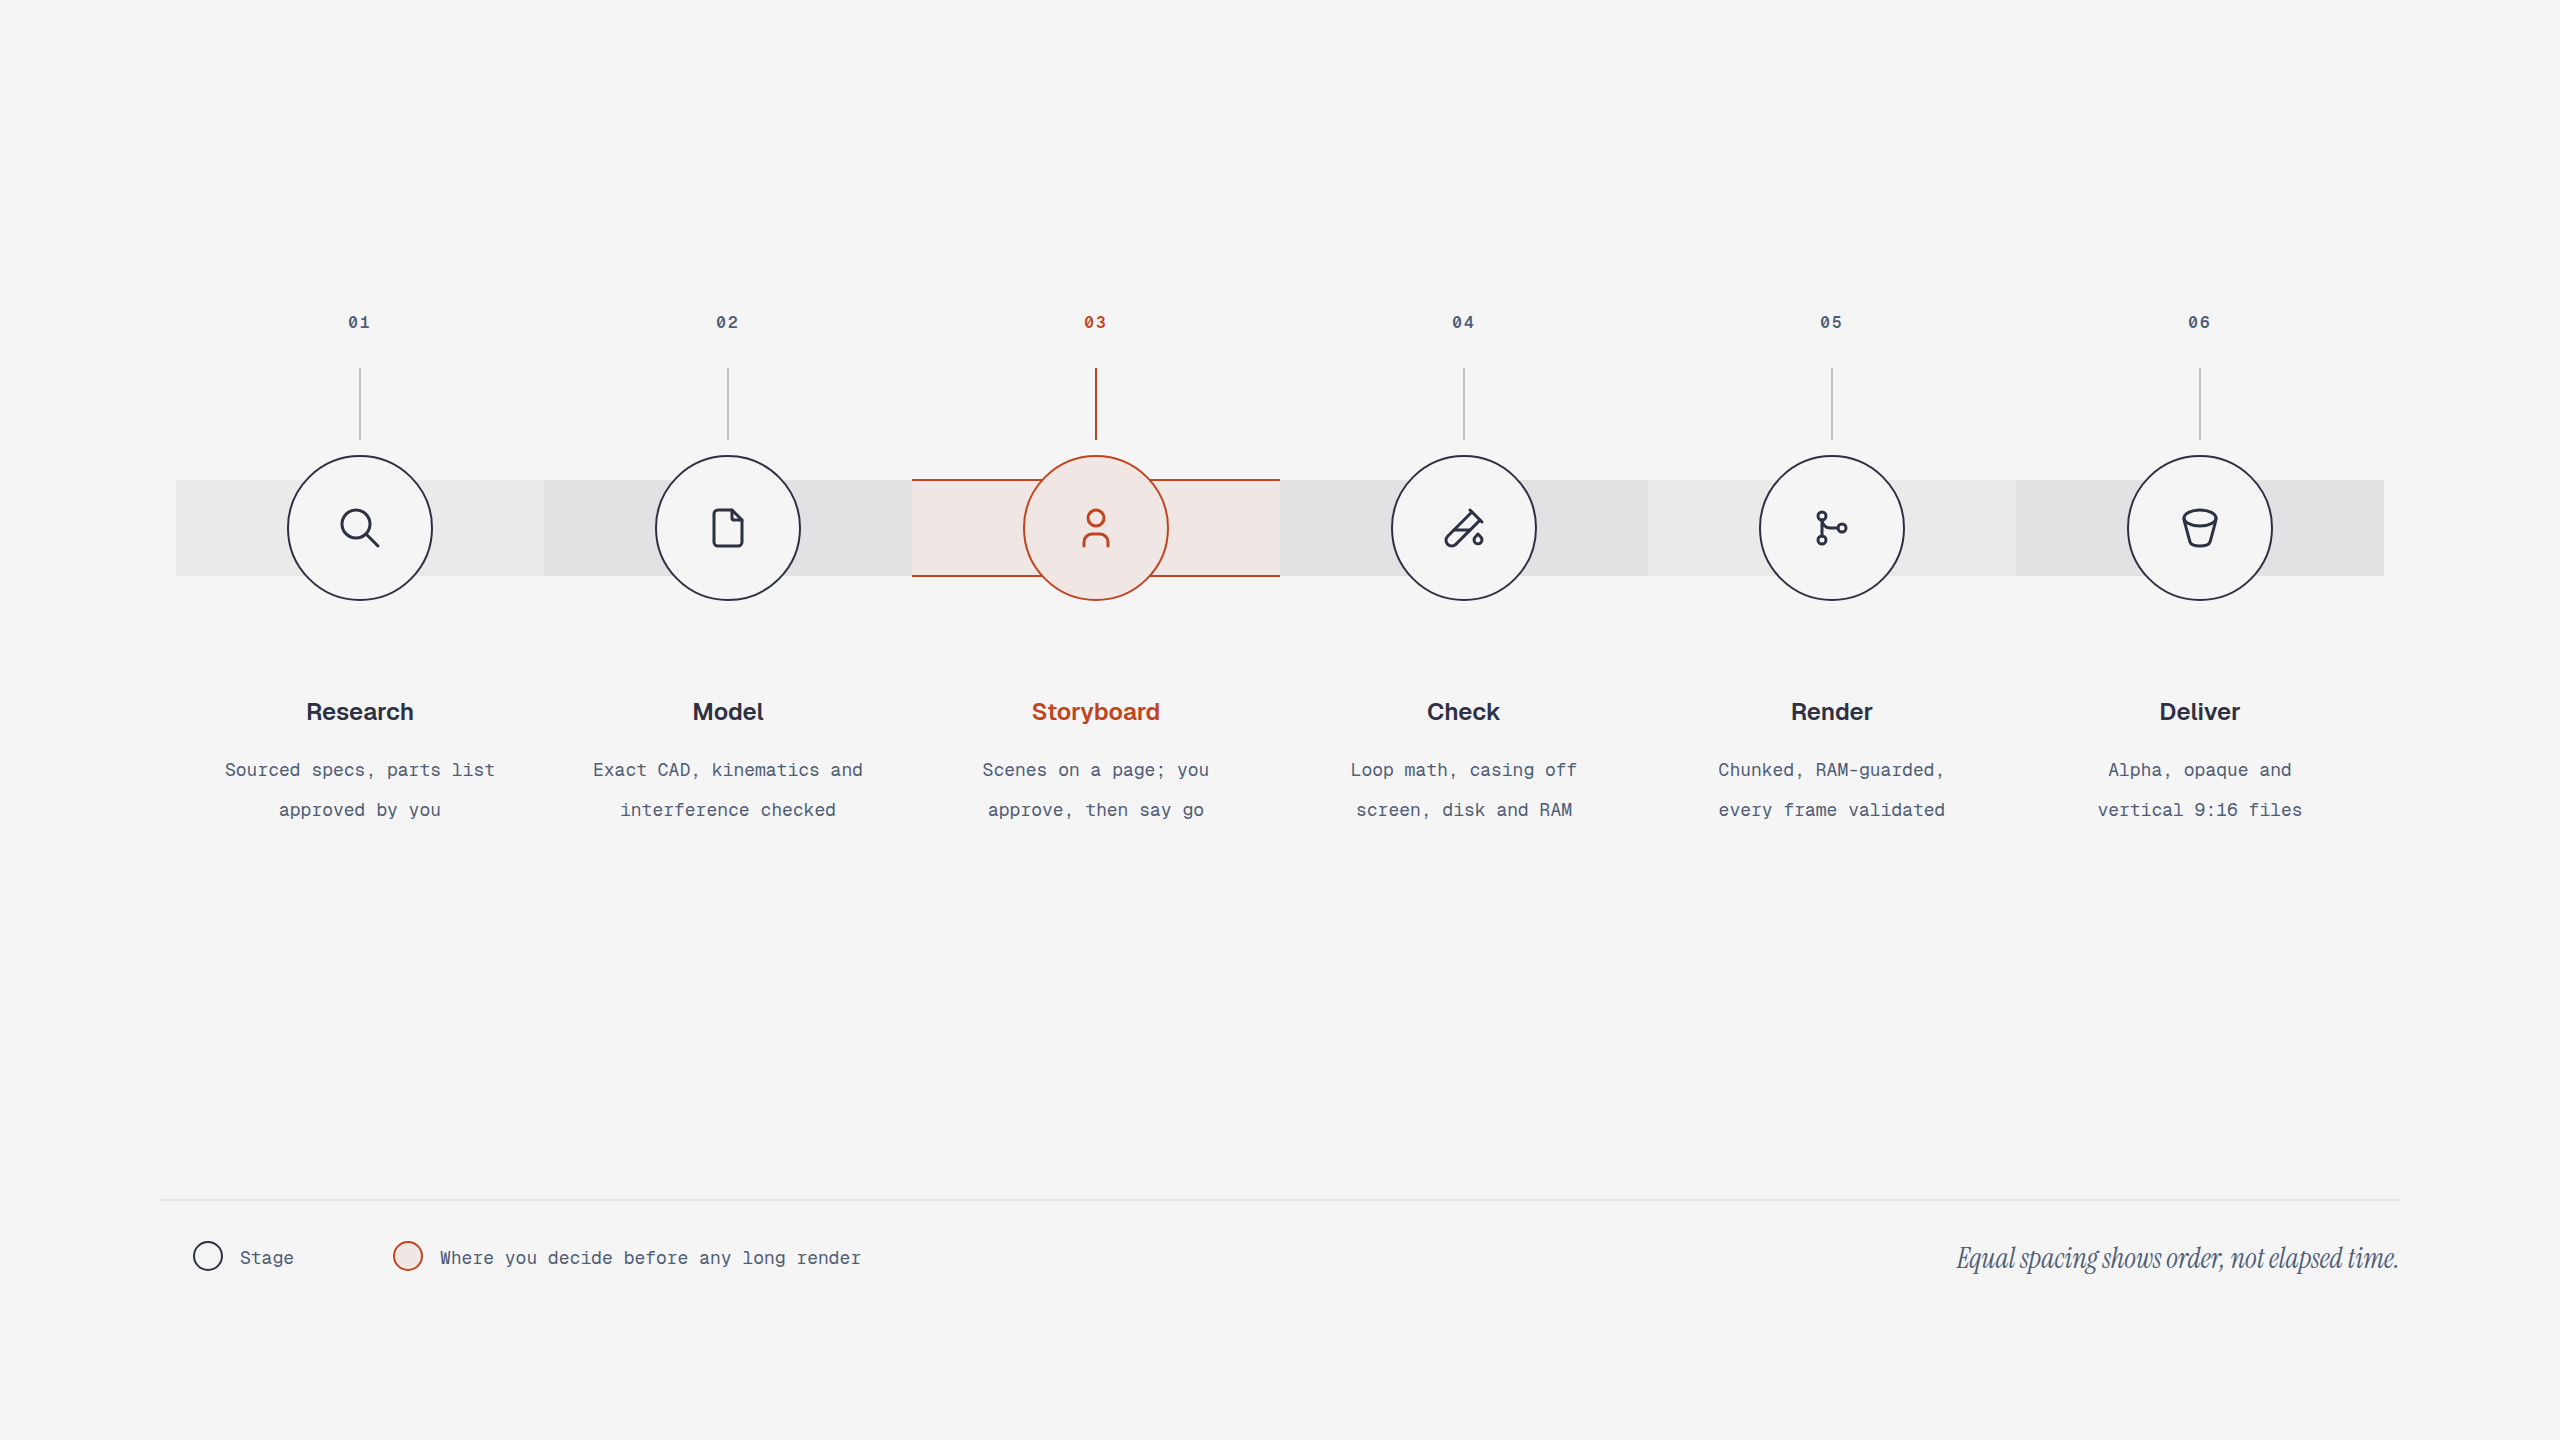 01
02
03
04
05
06
Research
Model
Storyboard
Check
Render
Deliver
Sourced specs, parts list
approved by you
Exact CAD, kinematics and
interference checked
Scenes on a page; you
approve, then say go
Loop math, casing off
screen, disk and RAM
Chunked, RAM-guarded,
every frame validated
Alpha, opaque and
vertical 9:16 files
Stage
Where you decide before any long render
Equal spacing shows order, not elapsed time.